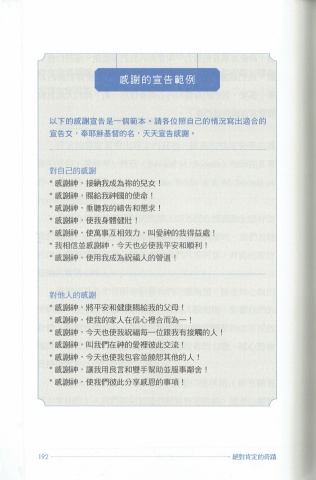 感謝的宣告範例
以下的感謝宣告是一個範本。請各位照自己的情況寫出適合的
宣告文,奉耶穌基督的名,天天宣告感謝。
對自己的感謝
*感謝神,接納我成為祢的兒女!
*感謝神,賜給我神國的使命!
*感謝神,垂聽我的禱告和懇求!
*感謝神,使我身體健壯!
*感謝神,使萬事互相效力,叫愛神的我得益處!
*我相信並感謝神,今天也必使我平安和順利!
*感謝神,使用我成為祝福人的管道!
對他人的感謝
*感謝神,將平安和健康賜給我的父母!
*感謝神,使我的家人在信心裡合而為一!
*感謝神,今天也使我祝福每一位跟我有接觸的人!
*感謝神,叫我們在神的愛裡彼此交流!
*感謝神,今天也使我包容並饒恕其他的人!
*感謝神,讓我用良言和雙手幫助並服事鄰舍!
*感謝神,使我們彼此分享感恩的事項!
192
絕對肯定的奇蹟